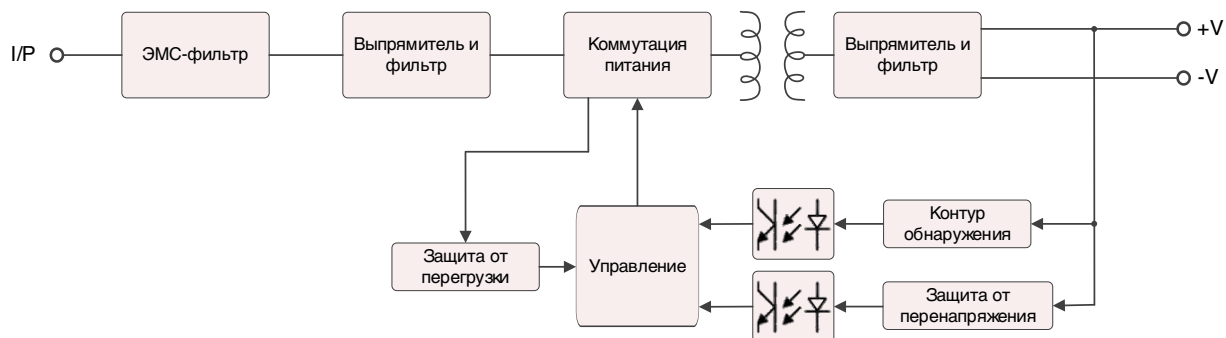 I/P
ЭМС-фильтр
Выпрямитель и
фильтр
Коммутация
питания
Выпрямитель и
фильтр
+V
-V
Защита от
перегрузки
Управление
Контур
обнаружения
Защита от
перенапряжения